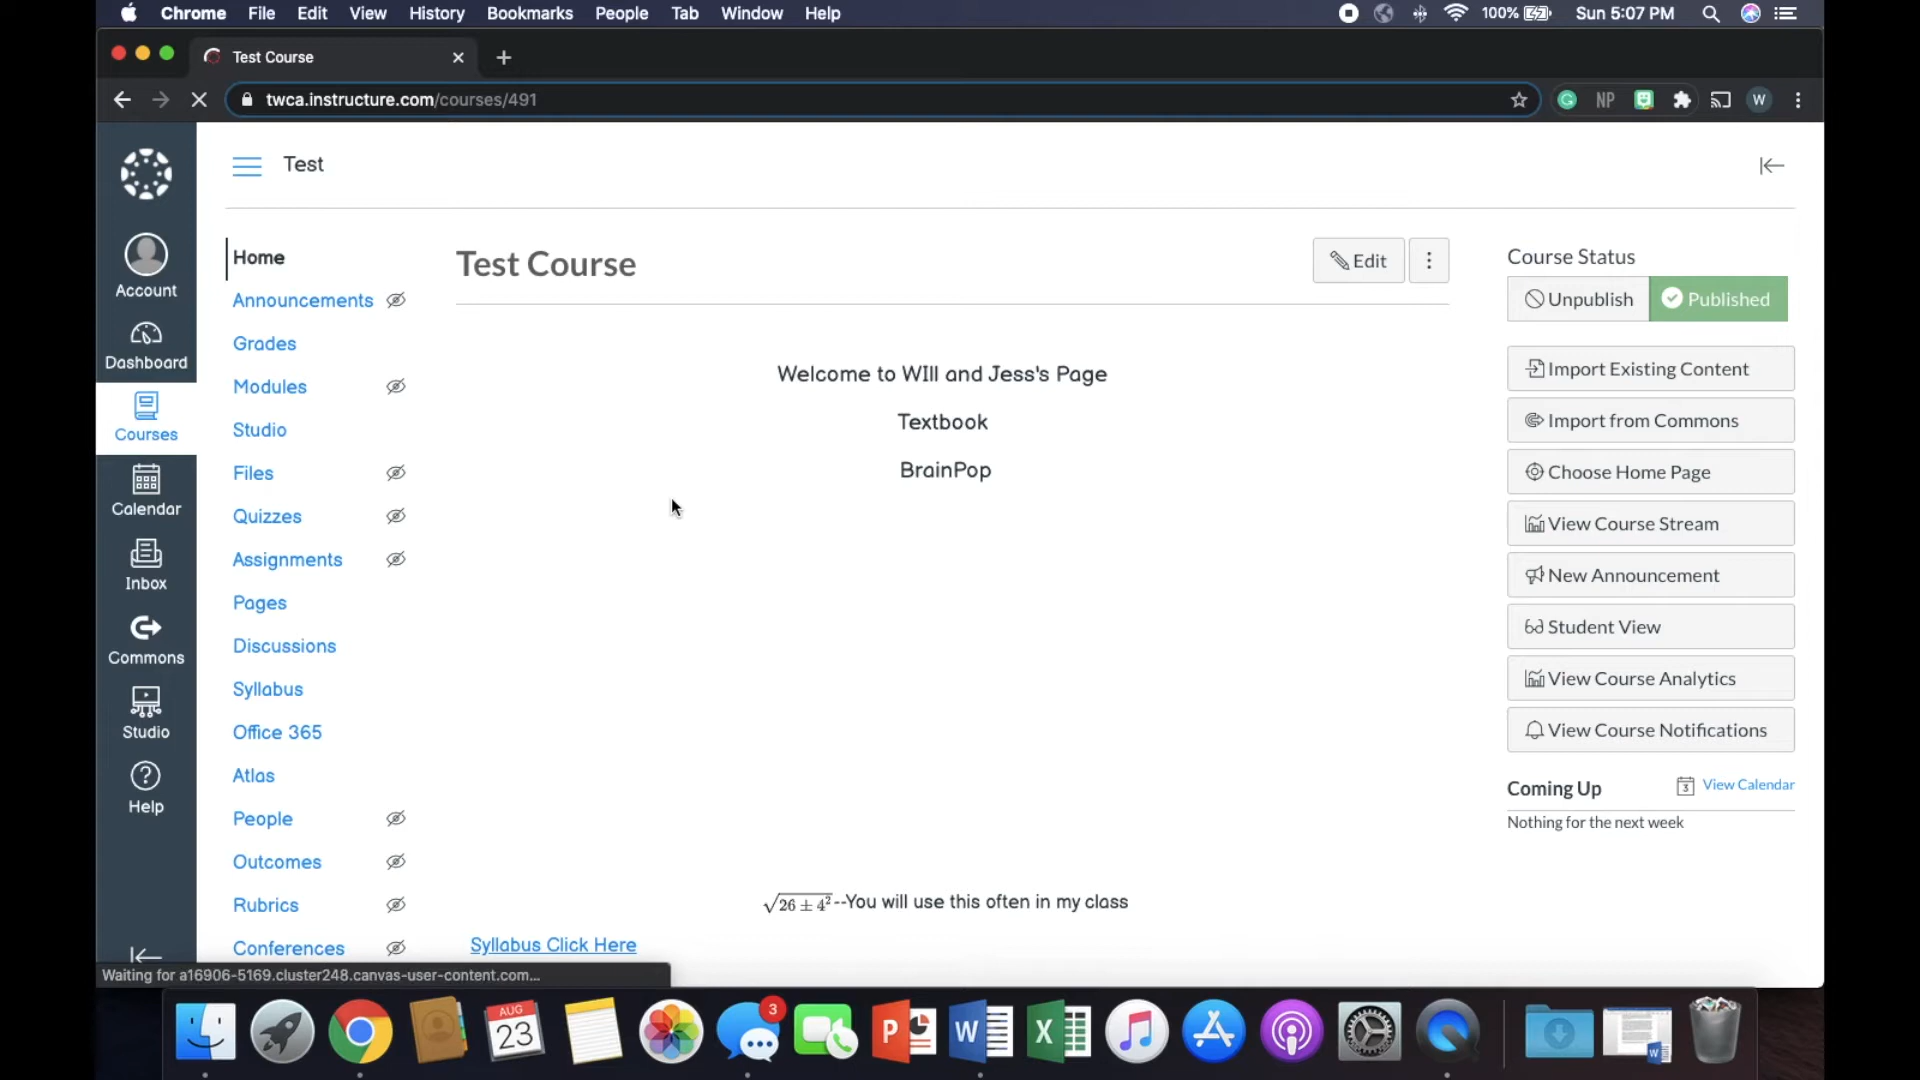 Chrome File Edit View History Bookmarks People Tab Window Help 100% Sun 5:07 PM
Test Course
twca.instructure.com/courses/491 NP W
Test
Account
Dashboard
Courses
Calendar
Inbox
Commons
Studio
Help
Home
Announcements
Grades
Modules
Studio
Files
Quizzes
Assignments
Pages
Discussions
Syllabus
Office 365
Atlas
People
Outcomes
Rubrics
Conferences
Test Course
Edit
Welcome to WIll and Jess's Page
Textbook
BrainPop
√26 ± 4²--You will use this often in my class
Syllabus Click Here
Course Status
Unpublish Published
Import Existing Content
Import from Commons
Choose Home Page
View Course Stream
New Announcement
Student View
View Course Analytics
View Course Notifications
Coming Up 3 View Calendar
Nothing for the next week
Waiting for a16906-5169.cluster248.canvas-user-content.com...
AUG
23
3
P
W
X
W